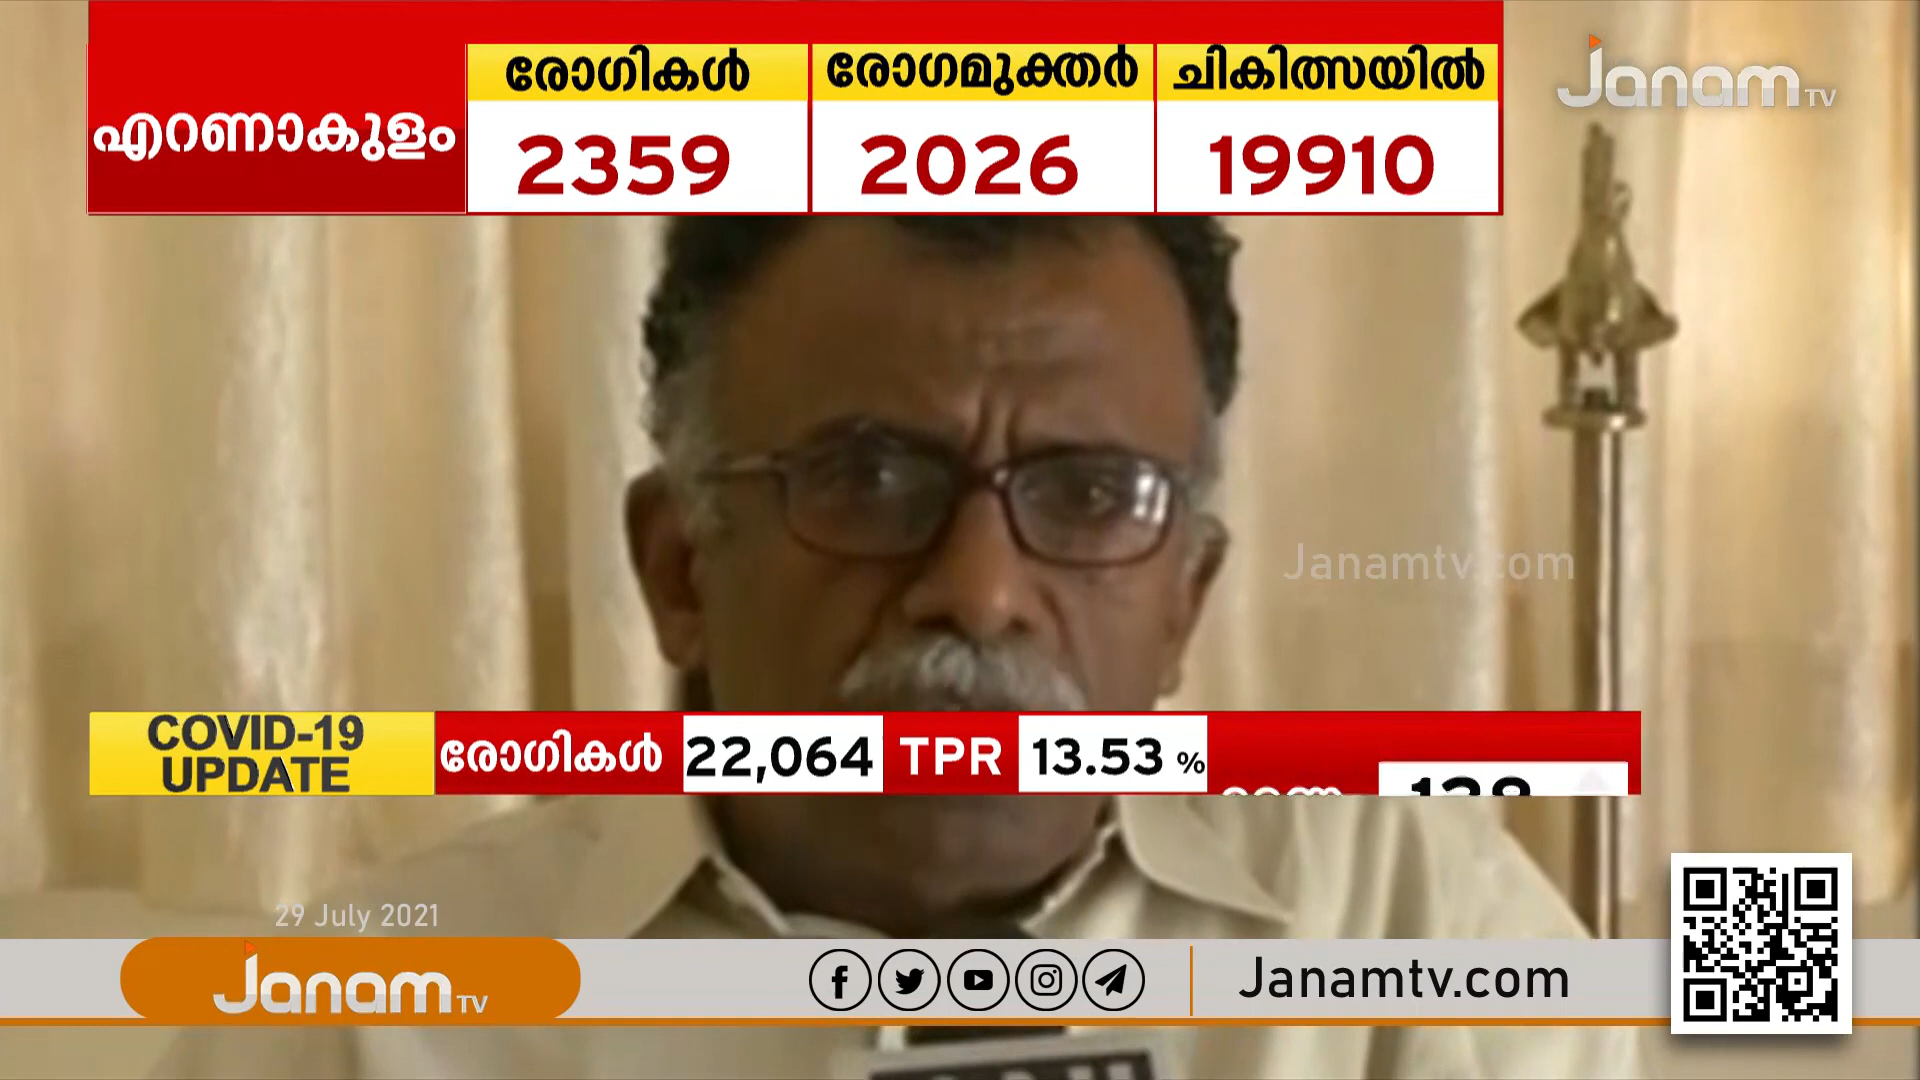 രോഗികൾ രോഗമുക്തർ ചികിത്സയിൽ
എറണാകുളം 2359 2026 19910
Janam TV
Janamtv.com
COVID-19 UPDATE
രോഗികൾ 22,064 TPR 13.53 %
29 July 2021
Janam TV
Janamtv.com